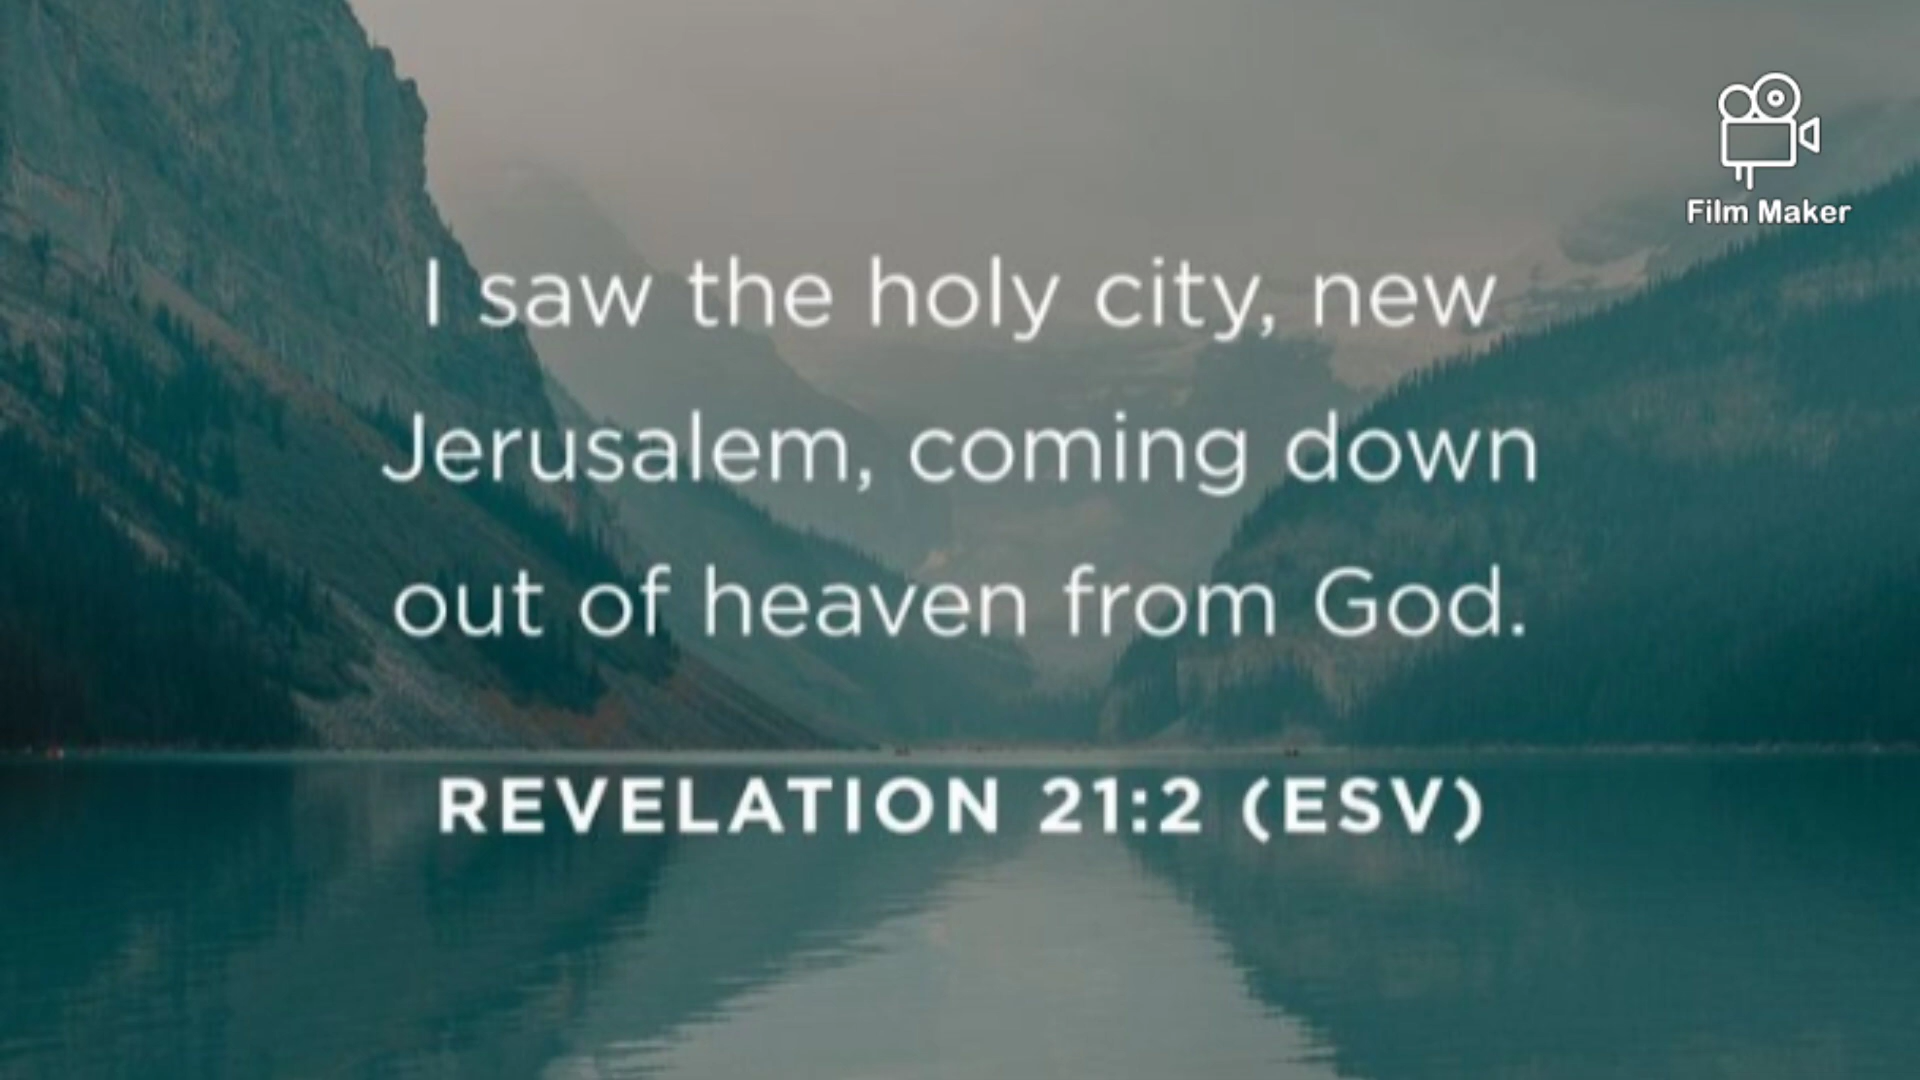 Film Maker
I saw the holy city, new
Jerusalem, coming down
out of heaven from God.
REVELATION 21:2 (ESV)